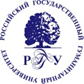 РОССИЙСКИЙ ГОСУДАРСТВЕННЫЙ
ГУМАНИТАРНЫЙ УНИВЕРСИТЕТ
РГГУ